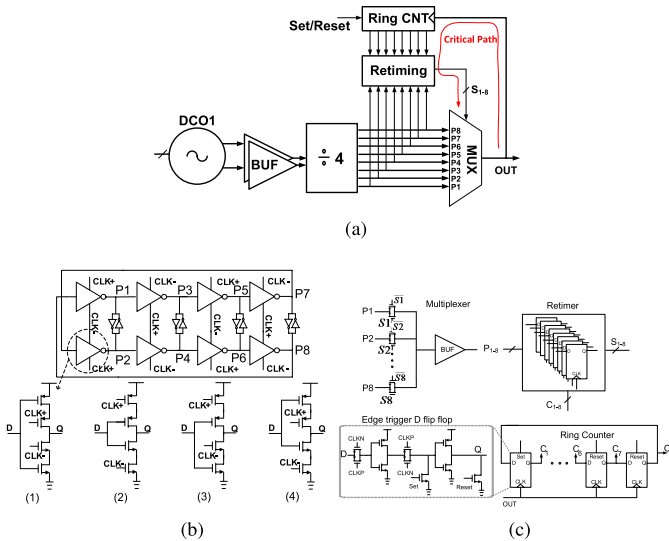 Set/Reset
Ring CNT
Critical Path
Retiming
S1-8
DCO1
BUF
÷ 4
P8
P7
P6
P5
P4
P3
P2
P1
MUX
OUT
(a)
CLK+ CLK- CLK+ CLK-
P1 P3 P5 P7
CLK- CLK-
P2 P4 P6 P8
CLK+ CLK- CLK+ CLK-
CLK+ CLK+ CLK+ CLK+
D Q D Q D Q D Q
CLK- CLK- CLK- CLK-
(1) (2) (3) (4)
(b)
Multiplexer
P1 S1 S1
P2 S2 S2
P8 S8 S8
BUF
Retimer
P1-8
D Q
CLK
S1-8
C1-8
Edge trigger D flip flop
CLKN CLKP
D Q
CLKP CLKN
Set Reset
Ring Counter
Set C1 C6 Reset C7 Reset
D Q D Q D Q
CLK CLK CLK
OUT
(c)